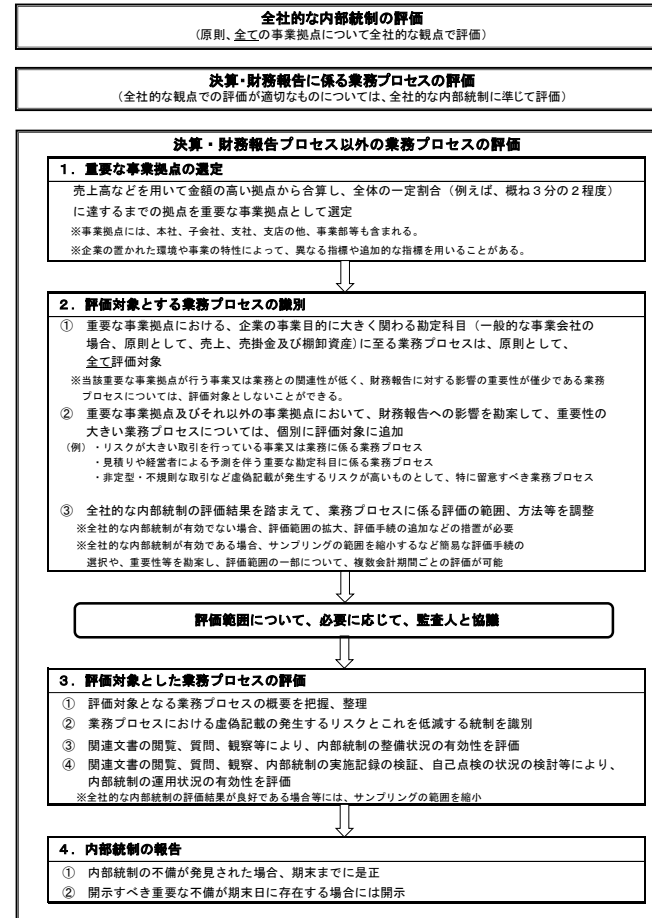 全社的な内部統制の評価
(原則、全ての事業拠点について全社的な観点で評価)
決算・財務報告に係る業務プロセスの評価
(全社的な観点での評価が適切なものについては、全社的な内部統制に準じて評価)
決算・財務報告プロセス以外の業務プロセスの評価
1.重要な事業拠点の選定
売上高などを用いて金額の高い拠点から合算し、全体の一定割合(例えば、概ね3分の2程度)
に達するまでの拠点を重要な事業拠点として選定
※事業拠点には、本社、子会社、支社、支店の他、事業部等も含まれる。
※企業の置かれた環境や事業の特性によって、異なる指標や追加的な指標を用いることがある。
2.評価対象とする業務プロセスの識別
① 重要な事業拠点における、企業の事業目的に大きく関わる勘定科目(一般的な事業会社の
場合、原則として、売上、売掛金及び棚卸資産)に至る業務プロセスは、原則として、
全て評価対象
※当該重要な事業拠点が行う事業又は業務との関連性が低く、財務報告に対する影響の重要性が僅少である業務
プロセスについては、評価対象としないことができる。
② 重要な事業拠点及びそれ以外の事業拠点において、財務報告への影響を勘案して、重要性の
大きい業務プロセスについては、個別に評価対象に追加
(例) ・リスクが大きい取引を行っている事業又は業務に係る業務プロセス
・見積りや経営者による予測を伴う重要な勘定科目に係る業務プロセス
・非定型・不規則な取引など虚偽記載が発生するリスクが高いものとして、特に留意すべき業務プロセス
③ 全社的な内部統制の評価結果を踏まえて、業務プロセスに係る評価の範囲、方法等を調整
※全社的な内部統制が有効でない場合、評価範囲の拡大、評価手続の追加などの措置が必要
※全社的な内部統制が有効である場合、サンプリングの範囲を縮小するなど簡易な評価手続の
選択や、重要性等を勘案し、評価範囲の一部について、複数会計期間ごとの評価が可能
評価範囲について、必要に応じて、監査人と協議
3.評価対象とした業務プロセスの評価
① 評価対象となる業務プロセスの概要を把握、整理
② 業務プロセスにおける虚偽記載の発生するリスクとこれを低減する統制を識別
③ 関連文書の閲覧、質問、観察等により、内部統制の整備状況の有効性を評価
④ 関連文書の閲覧、質問、観察、内部統制の実施記録の検証、自己点検の状況の検討等により、
内部統制の運用状況の有効性を評価
※全社的な内部統制の評価結果が良好である場合等には、サンプリングの範囲を縮小
4.内部統制の報告
① 内部統制の不備が発見された場合、期末までに是正
② 開示すべき重要な不備が期末日に存在する場合には開示